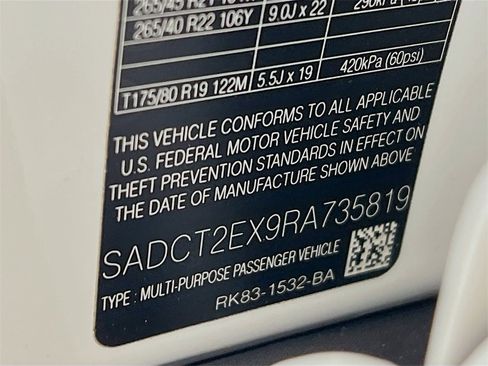 265/40 R22 106Y 9.0J x 22
T175/80 R19 122M 5.5J x 19 420kPa (60psi)
THIS VEHICLE CONFORMS TO ALL APPLICABLE
U.S. FEDERAL MOTOR VEHICLE SAFETY AND
THEFT PREVENTION STANDARDS IN EFFECT ON
THE DATE OF MANUFACTURE SHOWN ABOVE
SADCT2EX9RA735819
TYPE : MULTI-PURPOSE PASSENGER VEHICLE
RK83-1532-BA